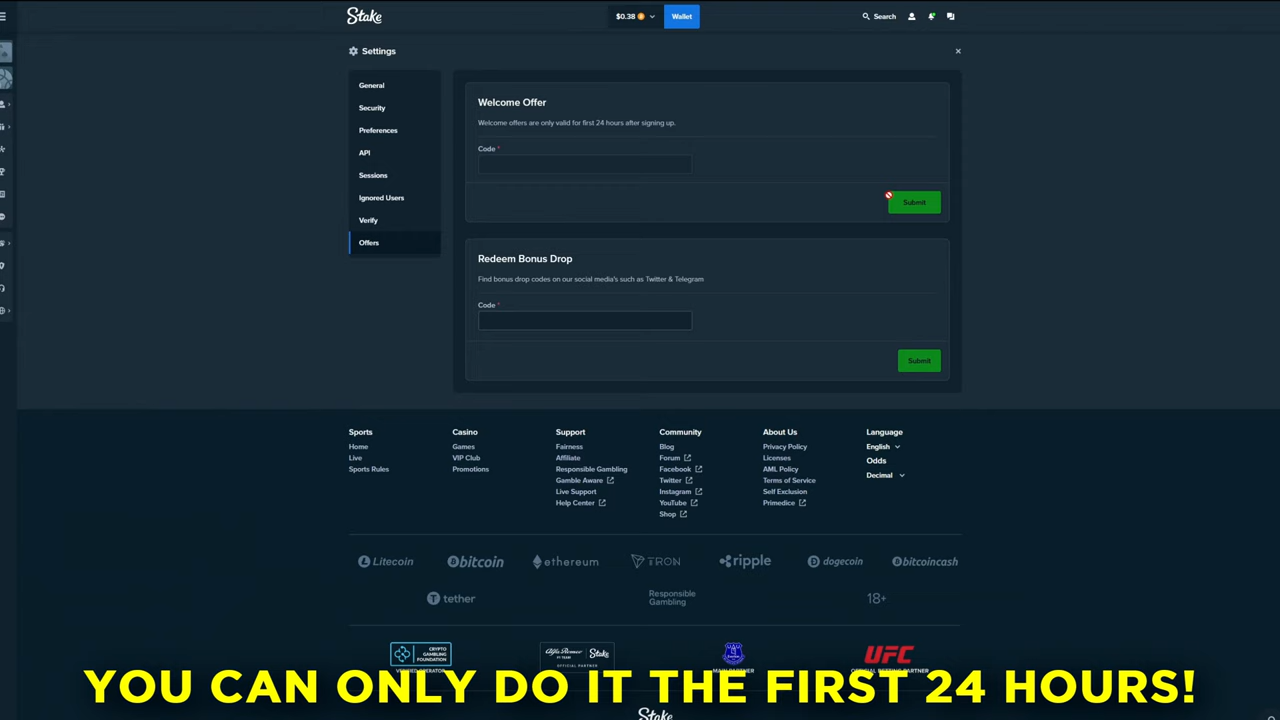 Stake
$0.38
Wallet
Search
Settings
General
Security
Preferences
API
Sessions
Ignored Users
Verify
Offers
Welcome Offer
Welcome offers are only valid for first 24 hours after signing up.
Code *
Submit
Redeem Bonus Drop
Find bonus drop codes on our social media's such as Twitter & Telegram
Code *
Submit
Sports
Home
Live
Sports Rules
Casino
Games
VIP Club
Promotions
Support
Fairness
Affiliate
Responsible Gambling
Gamble Aware
Live Support
Help Center
Community
Blog
Forum
Facebook
Twitter
Instagram
YouTube
Shop
About Us
Privacy Policy
Licenses
AML Policy
Terms of Service
Self Exclusion
Primedice
Language
English
Odds
Decimal
Litecoin
bitcoin
ethereum
TRON
ripple
dogecoin
bitcoincash
tether
Responsible
Gambling
18+
CRYPTO
GAMBLING
FOUNDATION
Alfa Romeo
Stake
UFC
YOU CAN ONLY DO IT THE FIRST 24 HOURS!
Stake